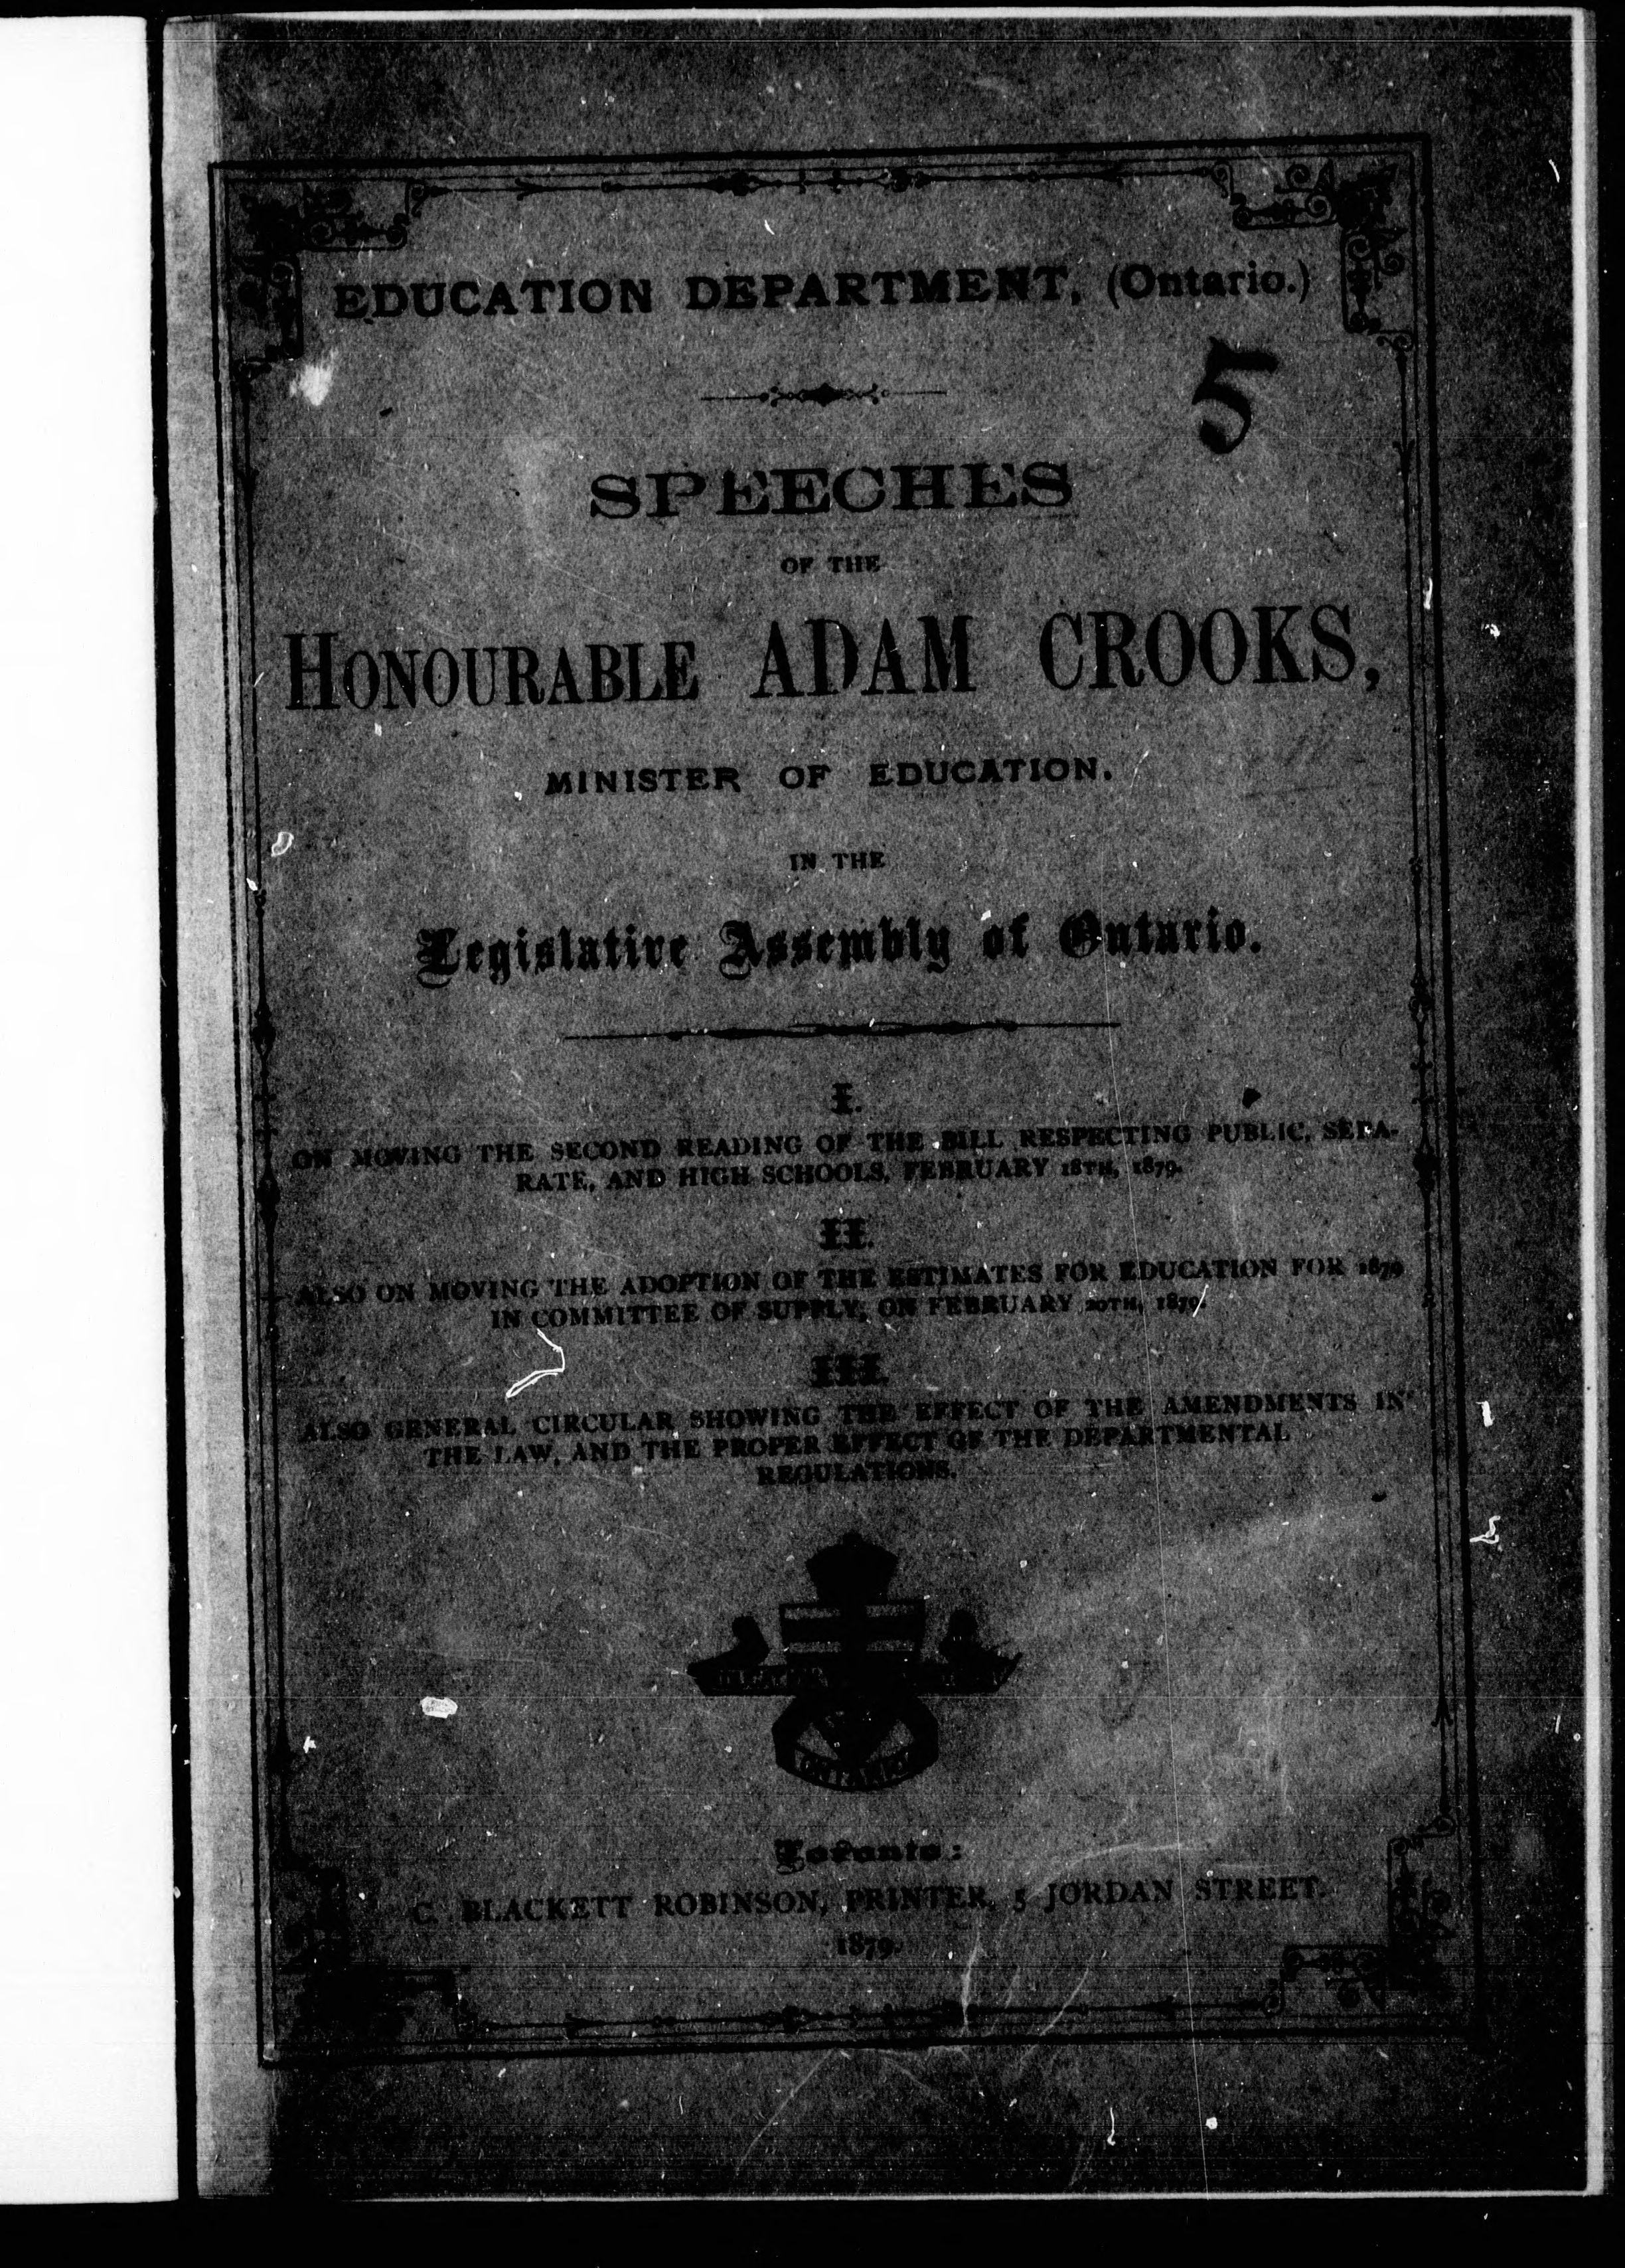 EDUCATION DEPARTMENT, (Ontario.)
5
SPEECHES
OF THE
HONOURABLE ADAM CROOKS,
MINISTER OF EDUCATION.
IN THE
Legislative Assembly of Ontario.
I.
ON MOVING THE SECOND READING OF THE BILL RESPECTING PUBLIC, SEPA-
RATE, AND HIGH SCHOOLS, FEBRUARY 18TH, 1879.
II.
ALSO ON MOVING THE ADOPTION OF THE ESTIMATES FOR EDUCATION FOR 1879
IN COMMITTEE OF SUPPLY, ON FEBRUARY 20TH, 1879.
III.
ALSO GENERAL CIRCULAR SHOWING THE EFFECT OF THE AMENDMENTS IN
THE LAW, AND THE PROPER EFFECT OF THE DEPARTMENTAL
REGULATIONS.
ONTARIO
Toronto:
C. BLACKETT ROBINSON, PRINTER, 5 JORDAN STREET.
1879.